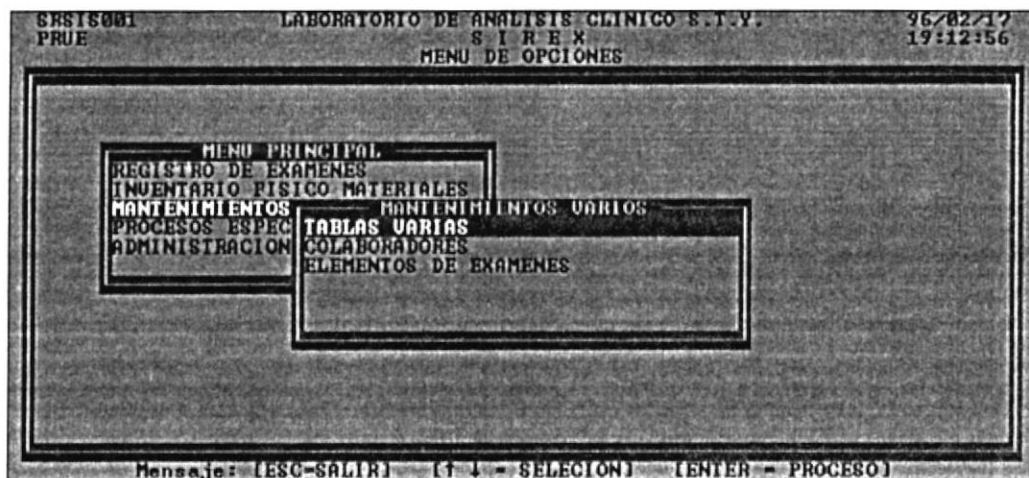 SRSIS001 LABORATORIO DE ANALISIS CLINICO S.T.Y. 96/02/17
PRUE S I R E X 19:12:56
MENU DE OPCIONES
MENU PRINCIPAL
REGISTRO DE EXAMENES
INVENTARIO FISICO MATERIALES
MANTENIMIENTOS MANTENIMIENTOS VARIOS
PROCESOS ESPEC TABLAS VARIAS
ADMINISTRACION COLABORADORES
ELEMENTOS DE EXAMENES
Mensaje: [ESC-SALIR] [↑ ↓ - SELECION] [ENTER - PROCESO]